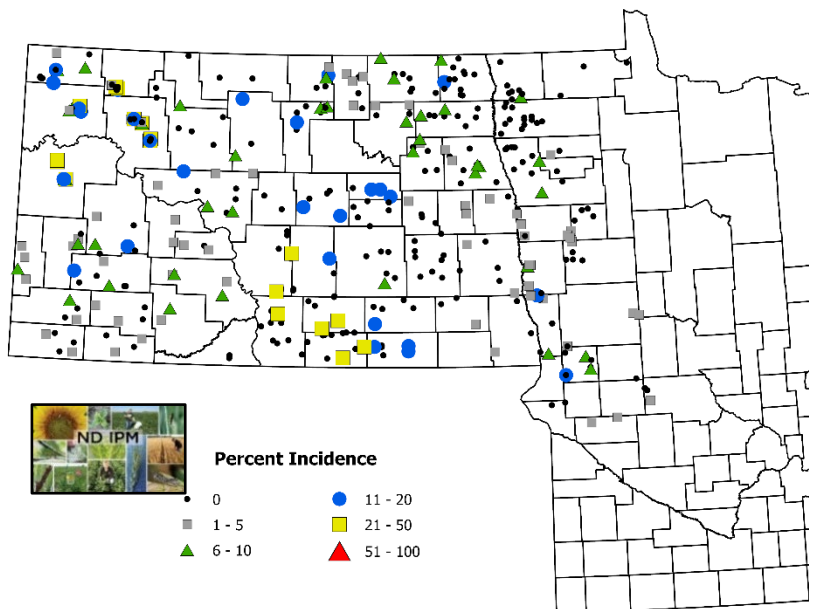 ND IPM
Percent Incidence
0
1 - 5
6 - 10
11 - 20
21 - 50
51 - 100